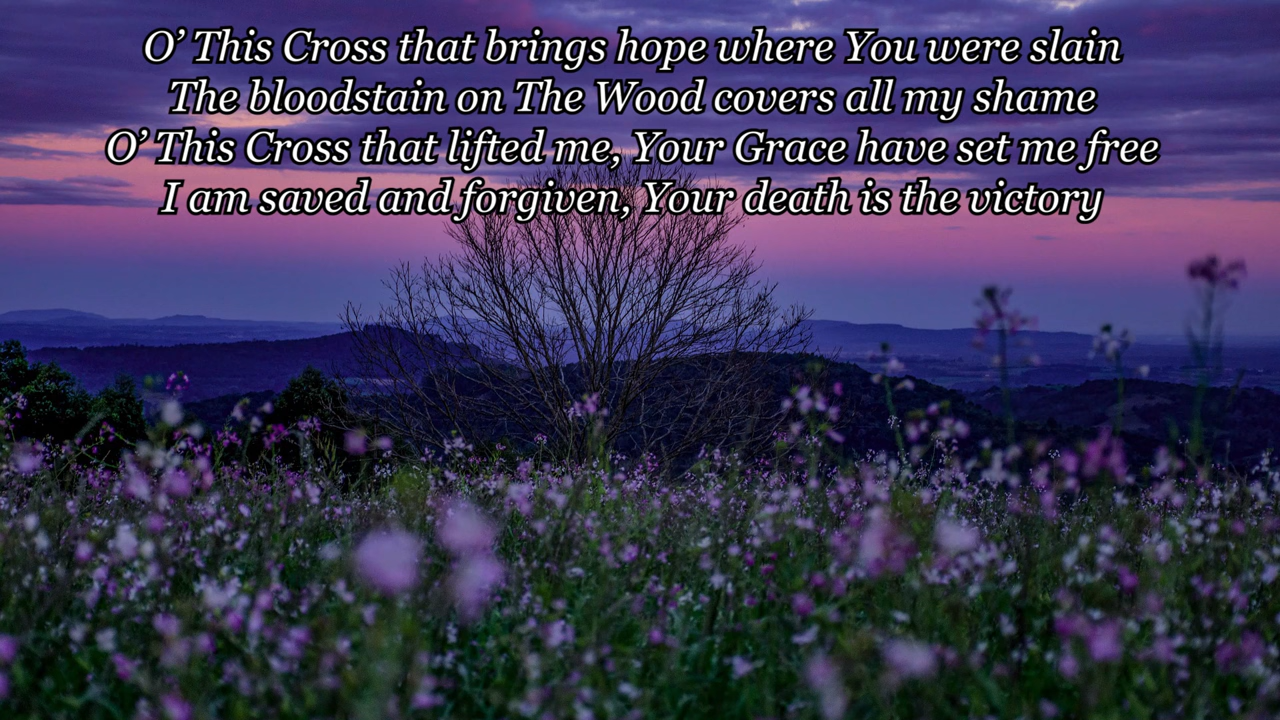 O’ This Cross that brings hope where You were slain
The bloodstain on The Wood covers all my shame
O’ This Cross that lifted me, Your Grace have set me free
I am saved and forgiven, Your death is the victory